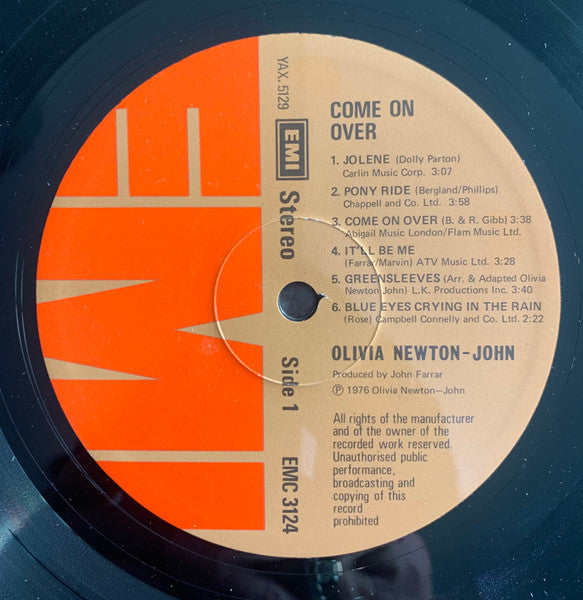 COME ON
OVER
1. JOLENE (Dolly Parton)
Carlin Music Corp. 3:07
2. PONY RIDE (Bergland/Phillips)
Chappell and Co. Ltd. 3:58
3. COME ON OVER (B. & R. Gibb) 3:38
Abigail Music London/Flam Music Ltd.
4. IT'LL BE ME
(Farrar/Marvin) ATV Music Ltd. 3:28
5. GREENSLEEVES (Arr. & Adapted Olivia
Newton John) L.K. Productions Inc. 3:40
6. BLUE EYES CRYING IN THE RAIN
(Rose) Campbell Connelly and Co. Ltd. 2:22
OLIVIA NEWTON-JOHN
Produced by John Farrar
Ⓟ 1976 Olivia Newton—John
All rights of the manufacturer
and of the owner of the
recorded work reserved.
Unauthorised public
performance,
broadcasting and
copying of this
record
prohibited
YAX. 5129
EMI Stereo Side 1 EMC 3124
EMI